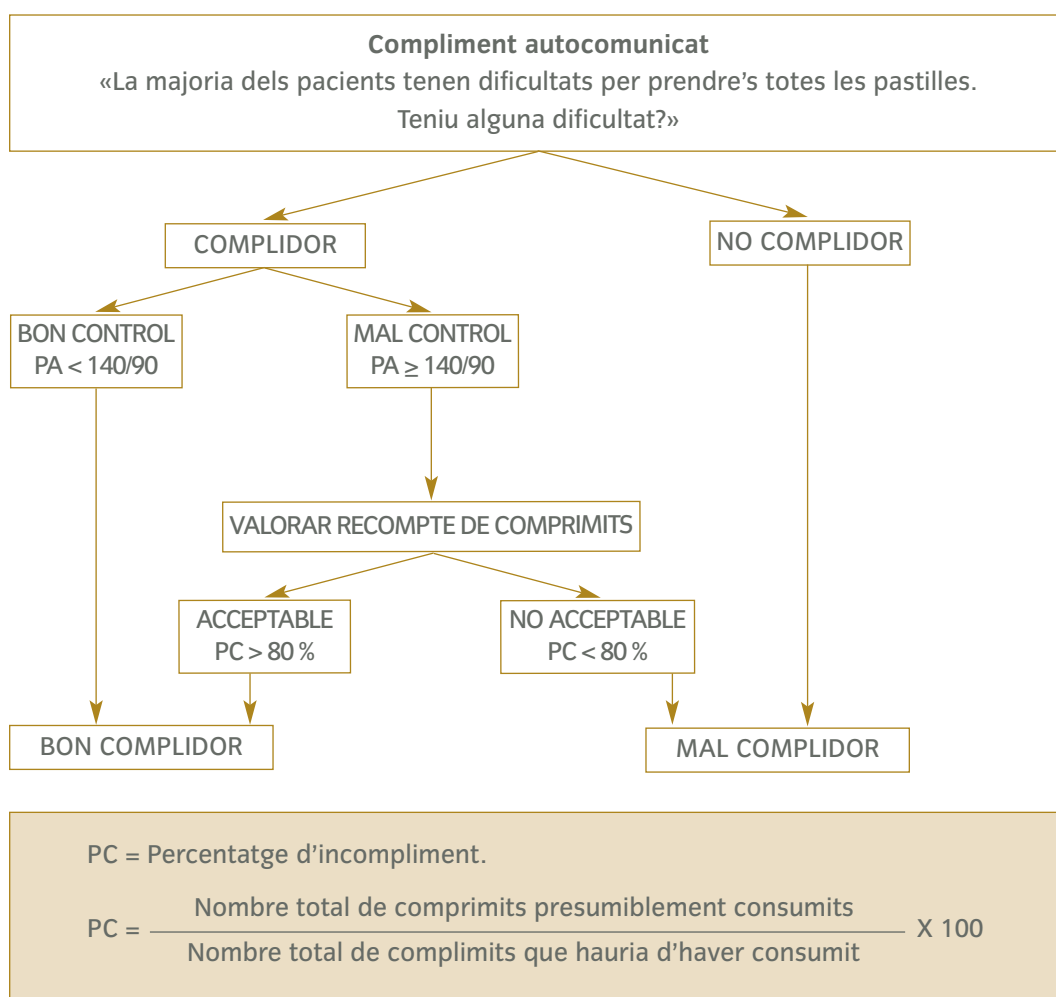 Compliment autocomunicat
«La majoria dels pacients tenen dificultats per prendre’s totes les pastilles.
Teniu alguna dificultat?»
COMPLIDOR
NO COMPLIDOR
BON CONTROL
PA < 140/90
MAL CONTROL
PA ≥ 140/90
VALORAR RECOMPTE DE COMPRIMITS
ACCEPTABLE
PC > 80 %
NO ACCEPTABLE
PC < 80 %
BON COMPLIDOR
MAL COMPLIDOR
PC = Percentatge d’incompliment.
Nombre total de comprimits presumiblement consumits
PC = X 100
Nombre total de complimits que hauria d’haver consumit